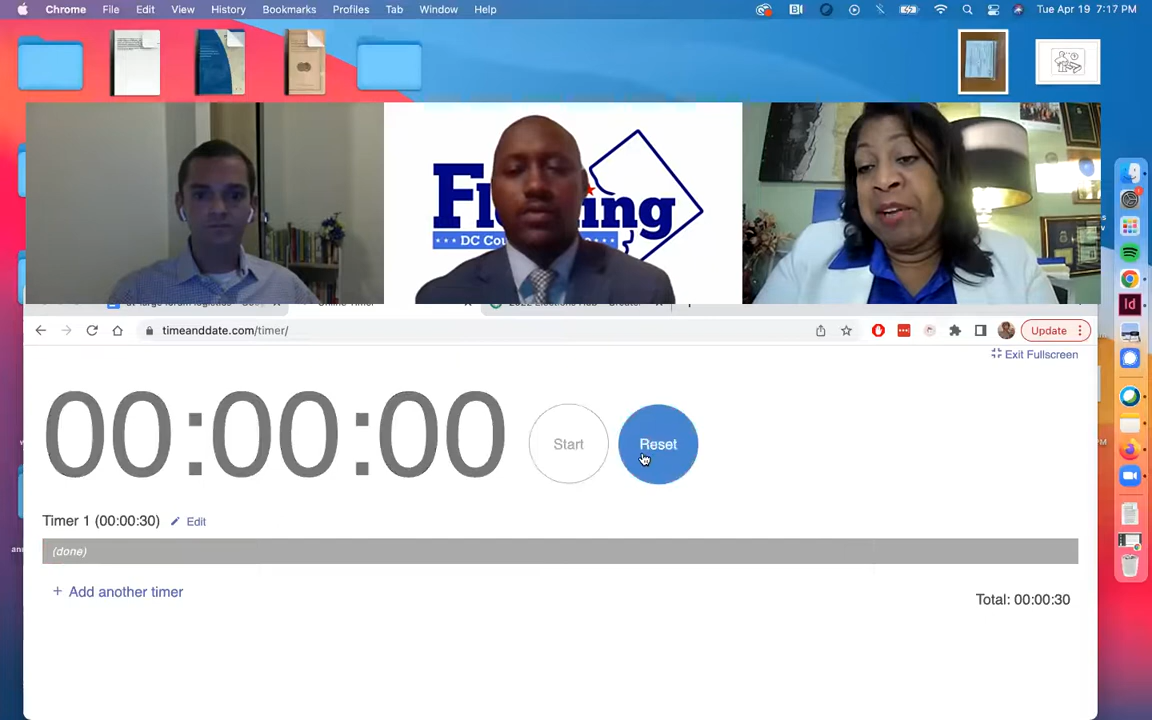 Chrome File Edit View History Bookmarks Profiles Tab Window Help Tue Apr 19 7:17 PM
DC
timeanddate.com/timer/ Update
Exit Fullscreen
00:00:00 Start Reset
Timer 1 (00:00:30) Edit
(done)
+ Add another timer
Total: 00:00:30